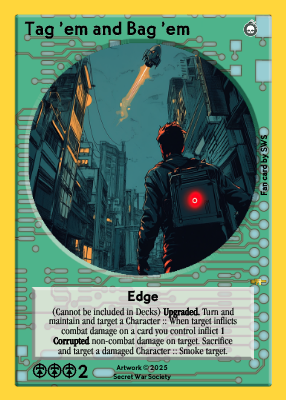 Tag ’em and Bag ’em
Fan card by SWS
Edge
(Cannot be included in Decks) Upgraded. Turn and
maintain and target a Character :: When target inflicts
combat damage on a card you control inflict 1
Corrupted non-combat damage on target. Sacrifice
and target a damaged Character :: Smoke target.
2
Artwork © 2025
Secret War Society